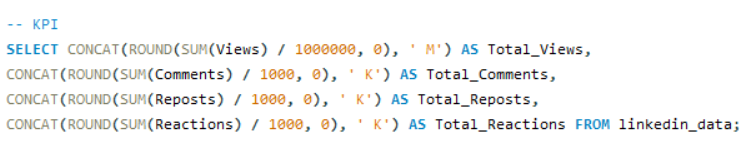 -- KPI
SELECT CONCAT(ROUND(SUM(Views) / 1000000, 0), ' M') AS Total_Views,
CONCAT(ROUND(SUM(Comments) / 1000, 0), ' K') AS Total_Comments,
CONCAT(ROUND(SUM(Reposts) / 1000, 0), ' K') AS Total_Reposts,
CONCAT(ROUND(SUM(Reactions) / 1000, 0), ' K') AS Total_Reactions FROM linkedin_data;